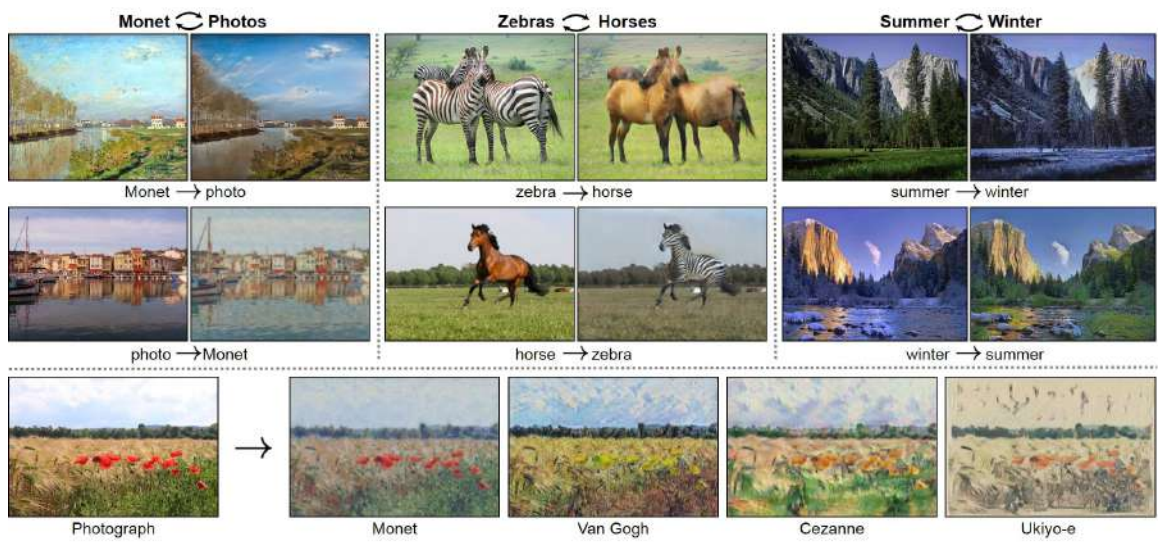 Monet Photos
Zebras Horses
Summer Winter
Monet → photo
zebra → horse
summer → winter
photo → Monet
horse → zebra
winter → summer
Photograph
Monet
Van Gogh
Cezanne
Ukiyo-e